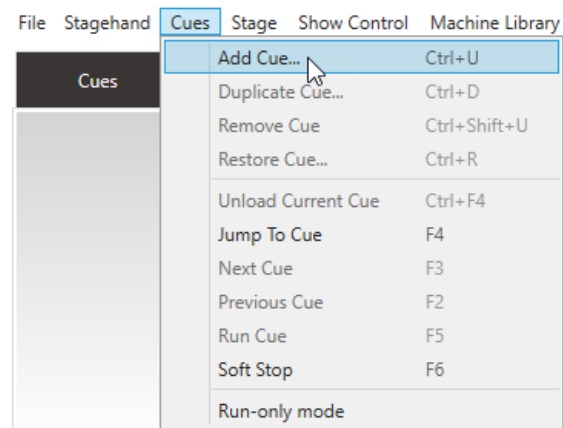 File Stagehand Cues Stage Show Control Machine Library
Cues
Add Cue... Ctrl+U
Duplicate Cue... Ctrl+D
Remove Cue Ctrl+Shift+U
Restore Cue... Ctrl+R
Unload Current Cue Ctrl+F4
Jump To Cue F4
Next Cue F3
Previous Cue F2
Run Cue F5
Soft Stop F6
Run-only mode